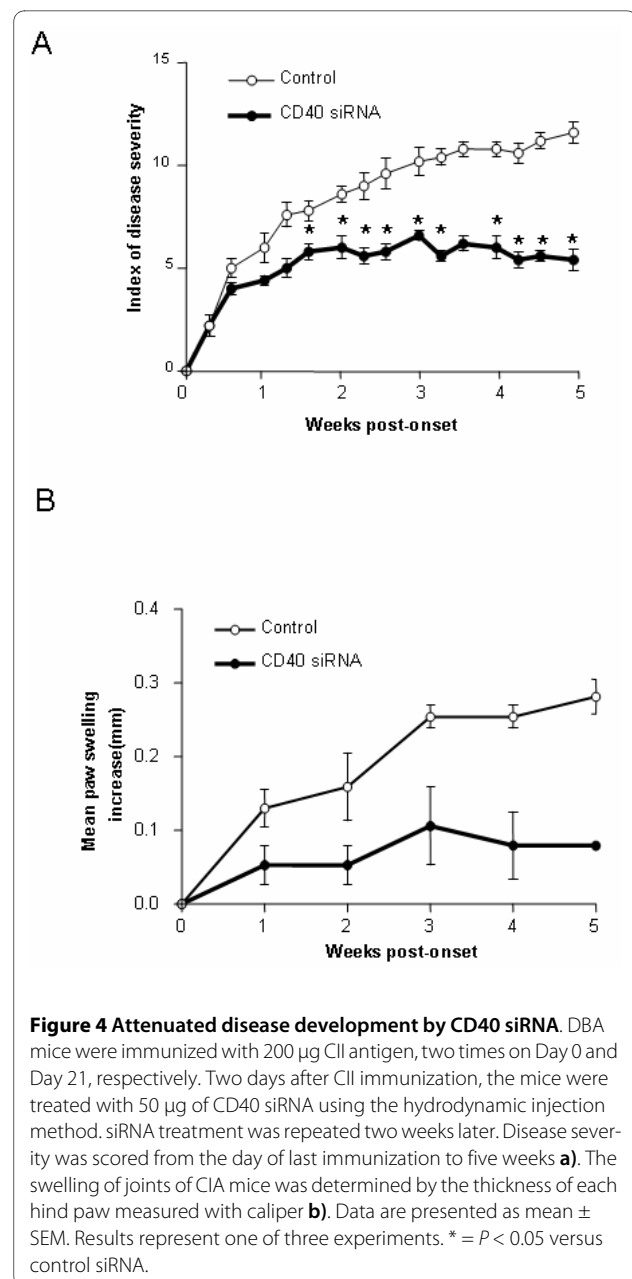 A
15
Control
CD40 siRNA
10
Index of disease severity
* * * * * * * * * *
5
0
0 1 2 3 4 5
Weeks post-onset
B
0.4
Control
CD40 siRNA
0.3
Mean paw swelling
increase(mm)
0.2
0.1
0.0
0 1 2 3 4 5
Weeks post-onset
Figure 4 Attenuated disease development by CD40 siRNA. DBA
mice were immunized with 200 μg CII antigen, two times on Day 0 and
Day 21, respectively. Two days after CII immunization, the mice were
treated with 50 μg of CD40 siRNA using the hydrodynamic injection
method. siRNA treatment was repeated two weeks later. Disease sever-
ity was scored from the day of last immunization to five weeks a). The
swelling of joints of CIA mice was determined by the thickness of each
hind paw measured with caliper b). Data are presented as mean ±
SEM. Results represent one of three experiments. * = P < 0.05 versus
control siRNA.